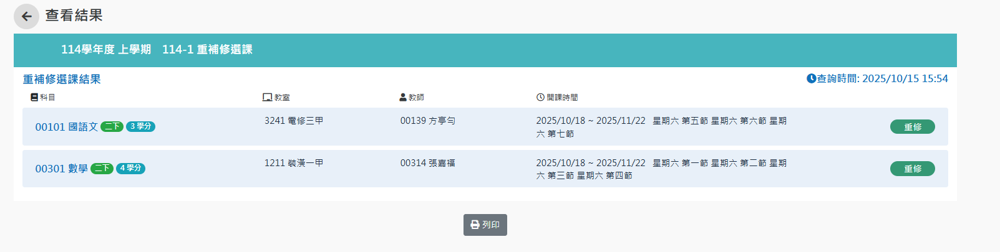 查看結果
114學年度 上學期 114-1 重補修選課
重補修選課結果
查詢時間: 2025/10/15 15:54
科目 教室 教師 開課時間
00101 國語文 二下 3 學分 3241 電修三甲 00139 方亭勻 2025/10/18 ~ 2025/11/22 星期六 第五節 星期六 第六節 星期
六 第七節 重修
00301 數學 二下 4 學分 1211 裝潢一甲 00314 張嘉福 2025/10/18 ~ 2025/11/22 星期六 第一節 星期六 第二節 星期
六 第三節 星期六 第四節 重修
列印